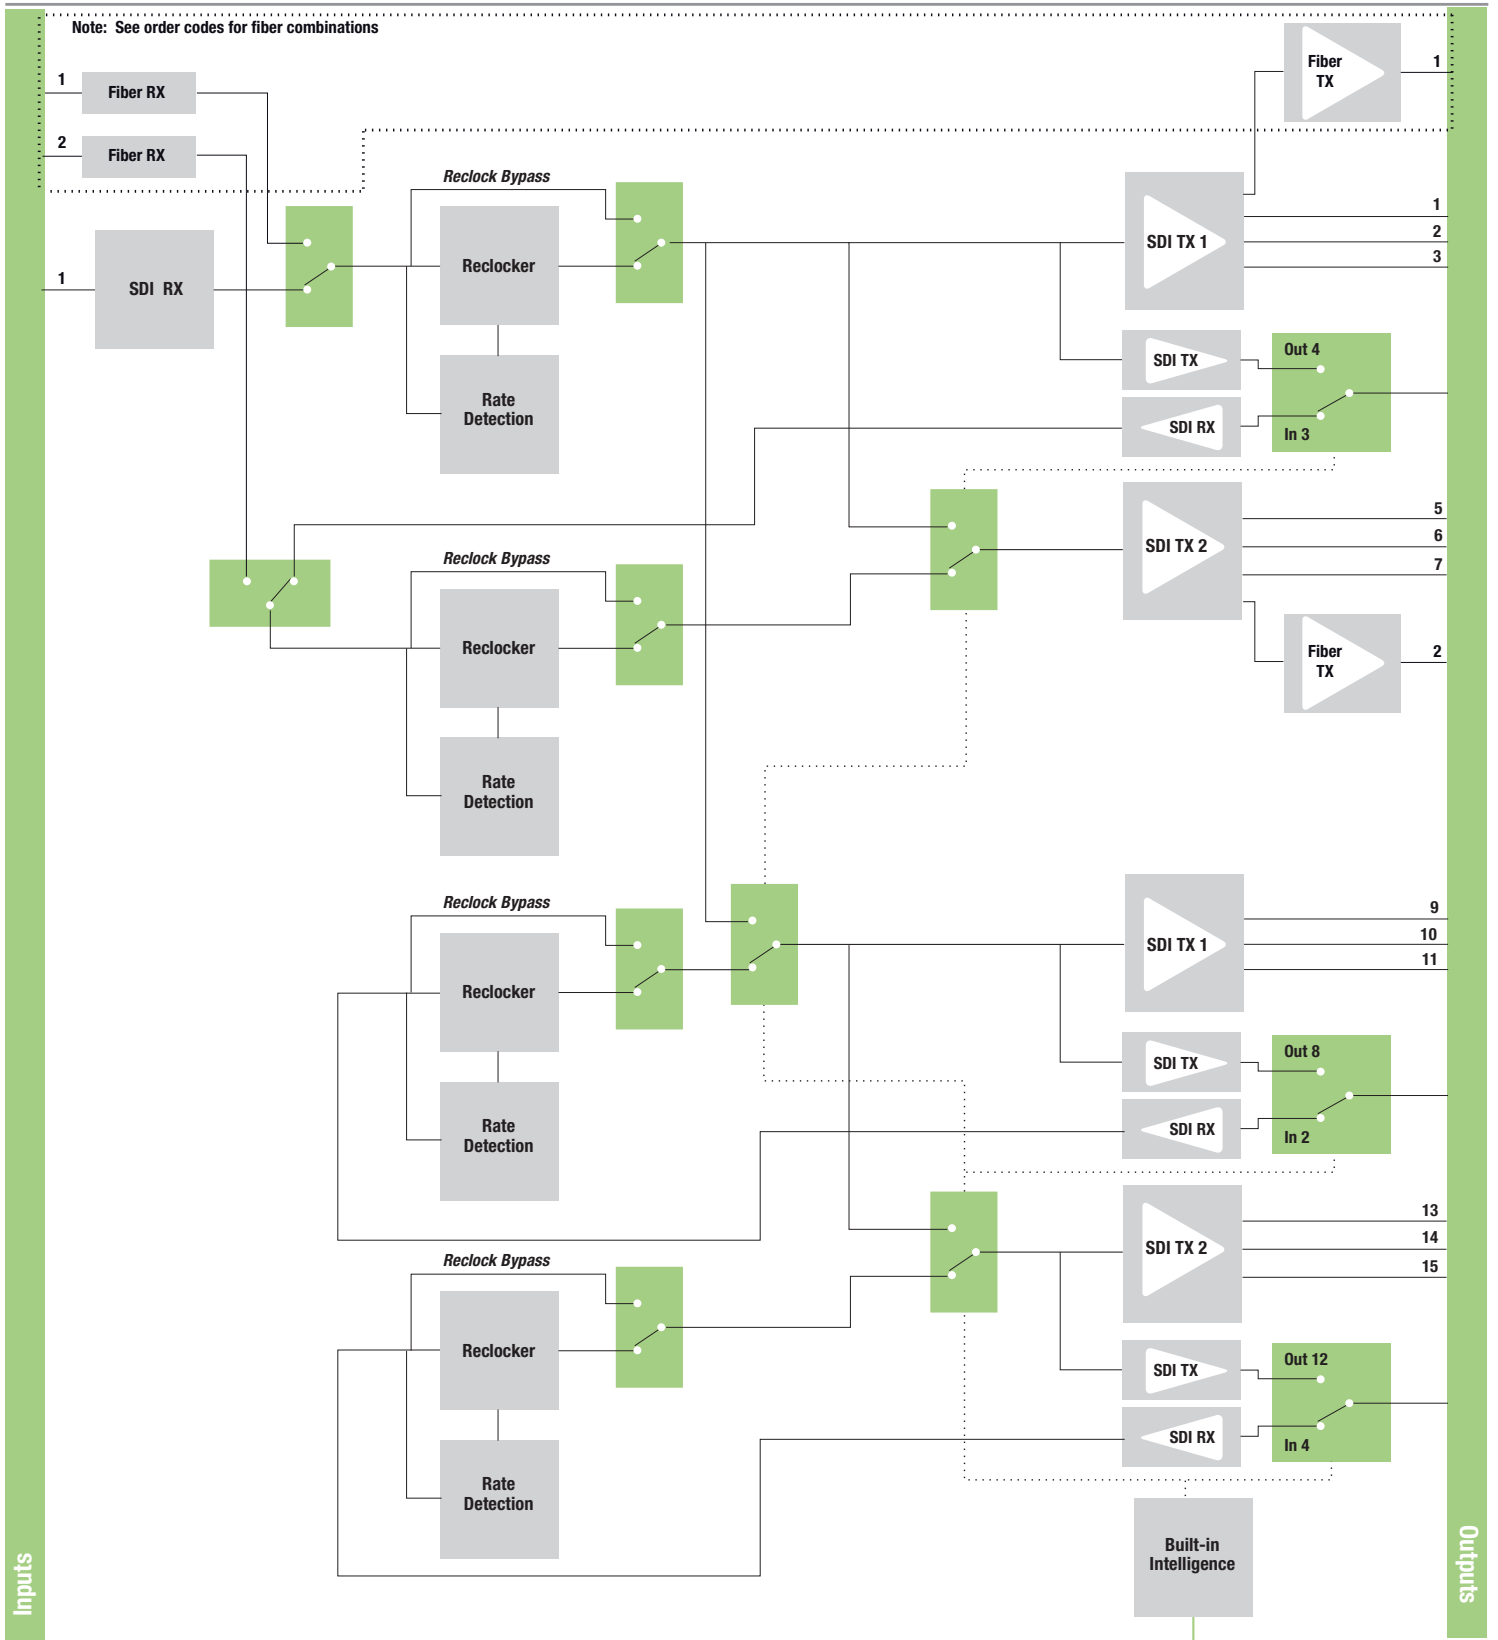 Note: See order codes for fiber combinations
1
Fiber RX
2
Fiber RX
Fiber
TX
1
1
SDI RX
Reclock Bypass
Reclocker
Rate
Detection
SDI TX 1
1
2
3
SDI TX
SDI RX
Out 4
In 3
Reclock Bypass
Reclocker
Rate
Detection
SDI TX 2
5
6
7
Fiber
TX
2
Reclock Bypass
Reclocker
Rate
Detection
SDI TX 1
9
10
11
SDI TX
SDI RX
Out 8
In 2
Reclock Bypass
Reclocker
Rate
Detection
SDI TX 2
13
14
15
SDI TX
SDI RX
Out 12
In 4
Built-in
Intelligence
Inputs
Outputs